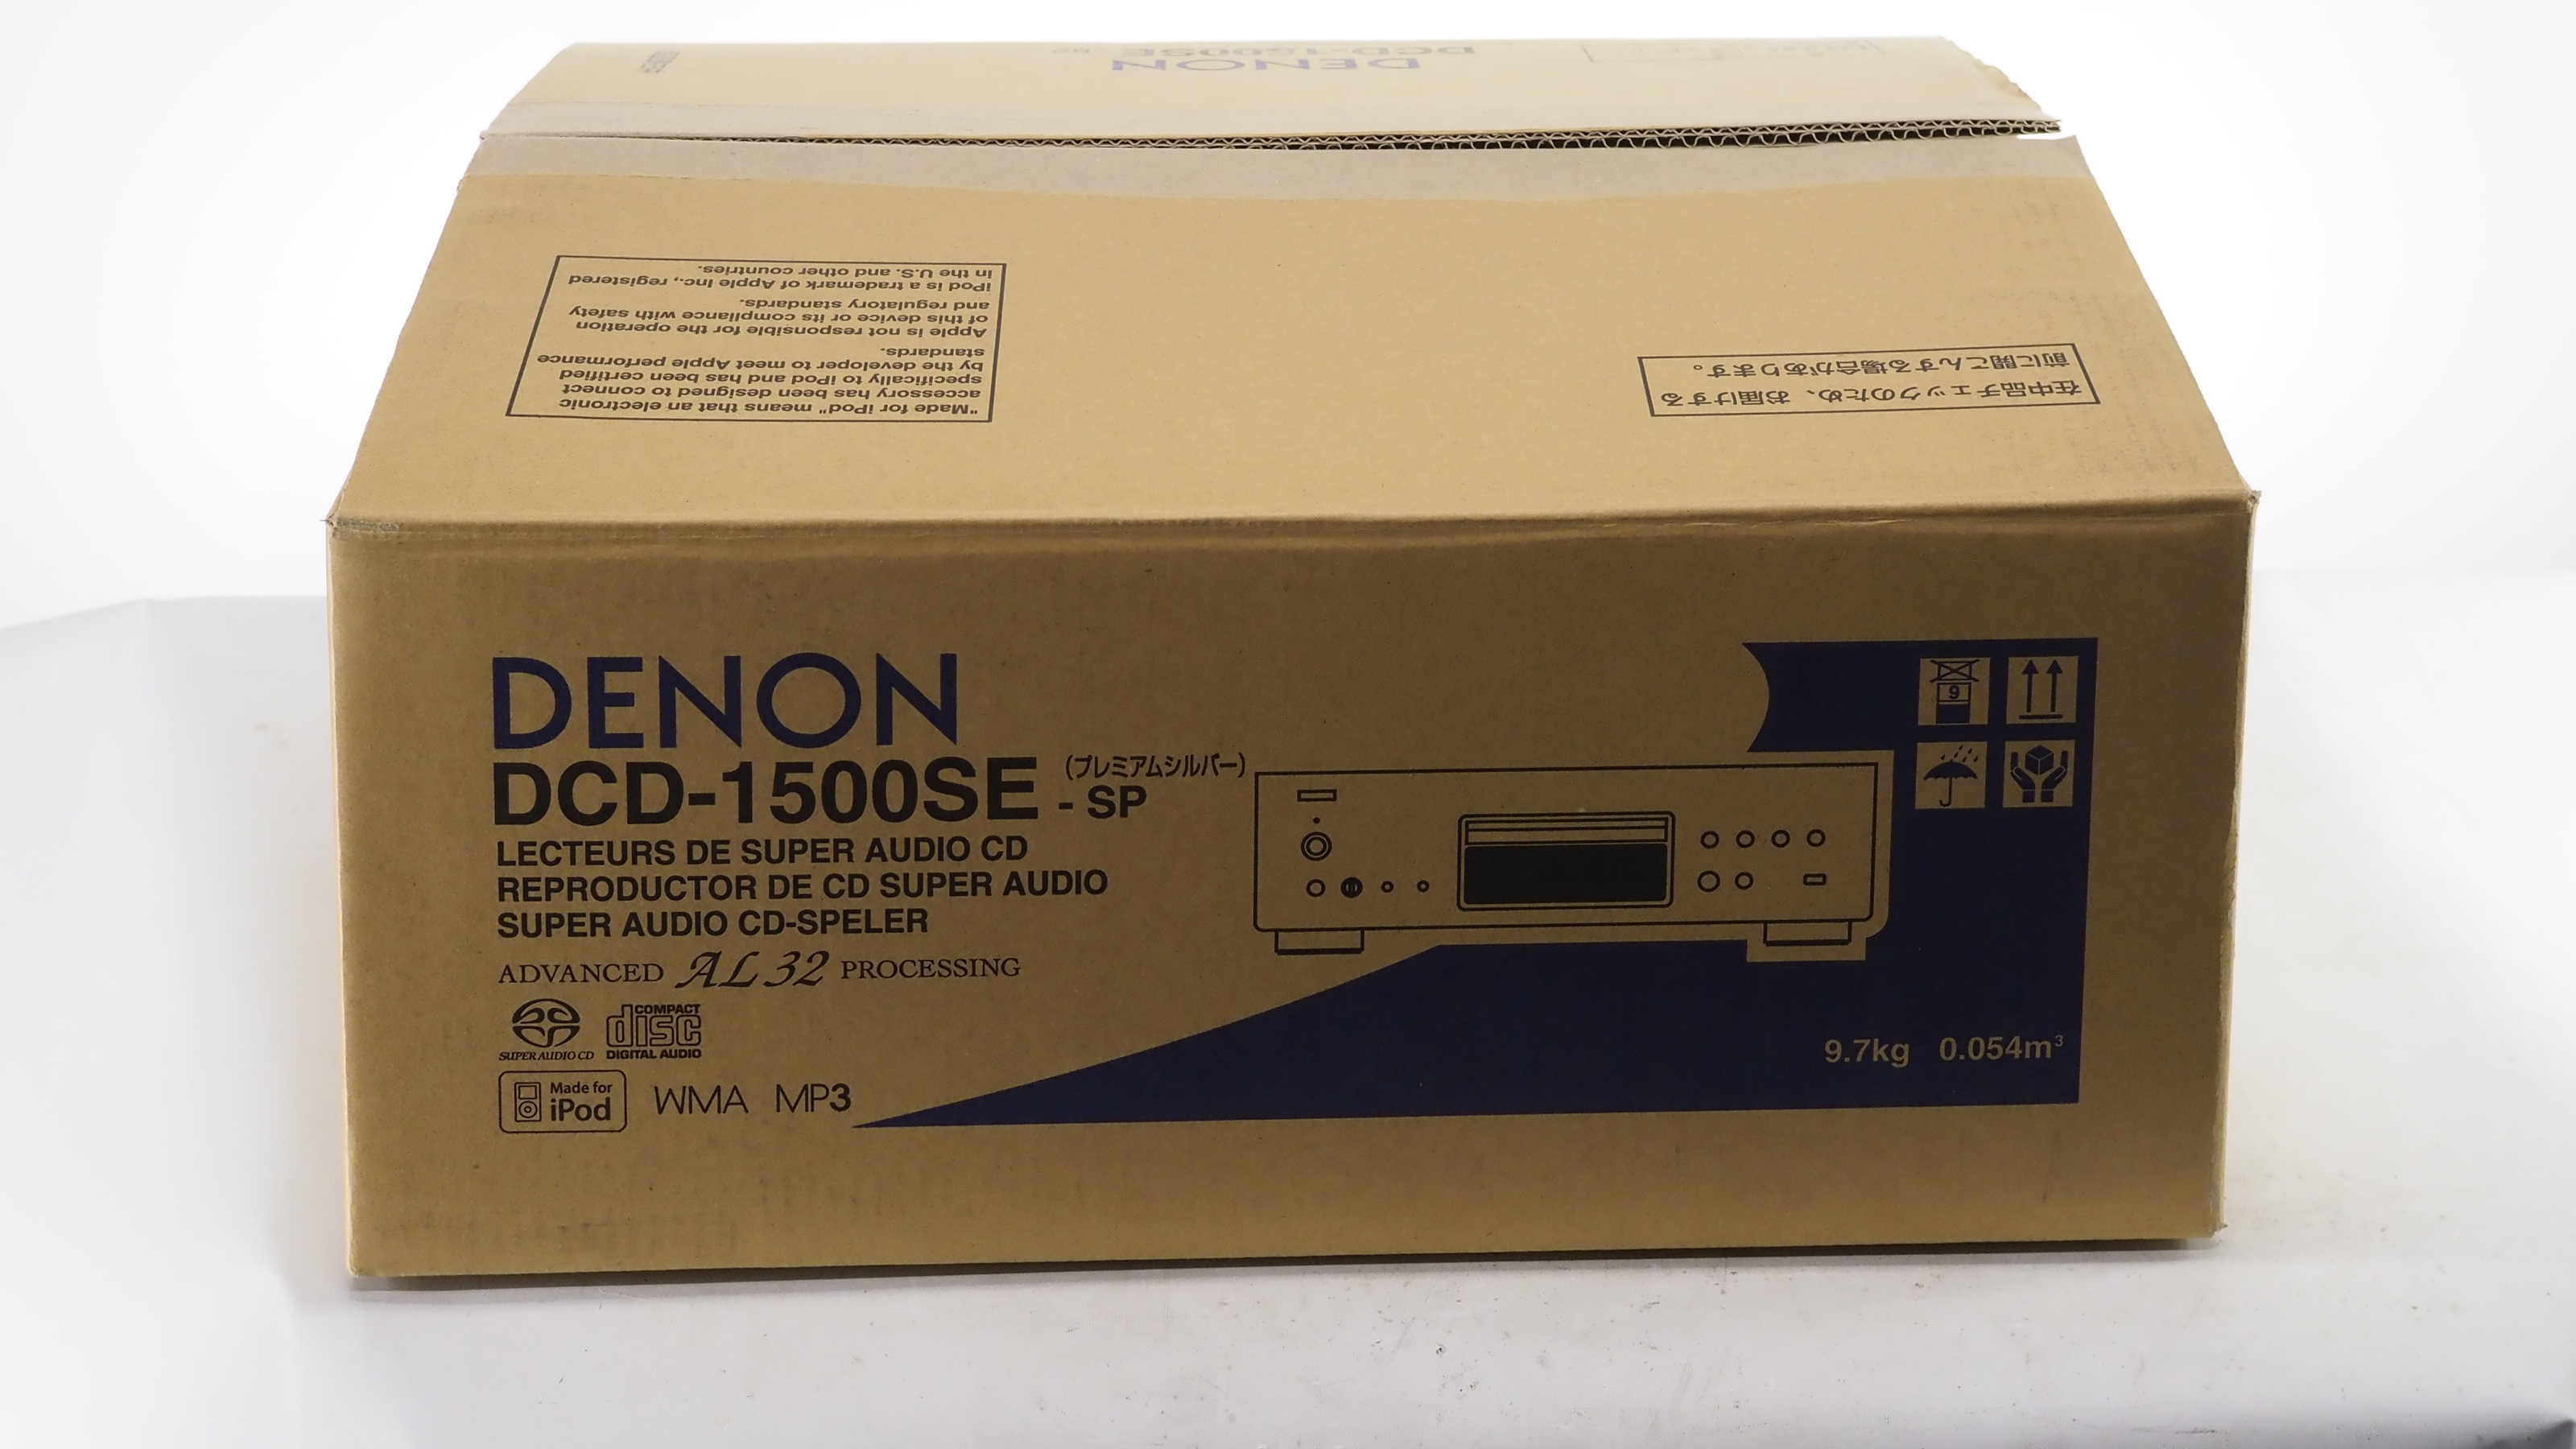 DENON
DCD-1500SE -SP
"Made for iPod" means that an electronic
accessory has been designed to connect
specifically to iPod and has been certified
by the developer to meet Apple performance
standards.
Apple is not responsible for the operation
of this device or its compliance with safety
and regulatory standards.
iPod is a trademark of Apple Inc., registered
in the U.S. and other countries.
在中品チェックのため、お届けする
前に開こんする場合があります。
DENON
DCD-1500SE -SP
(プレミアムシルバー)
LECTEURS DE SUPER AUDIO CD
REPRODUCTOR DE CD SUPER AUDIO
SUPER AUDIO CD-SPELER
ADVANCED AL32 PROCESSING
SUPER AUDIO CD
COMPACT
disc
DIGITAL AUDIO
Made for
iPod
WMA MP3
9
9.7kg 0.054m³